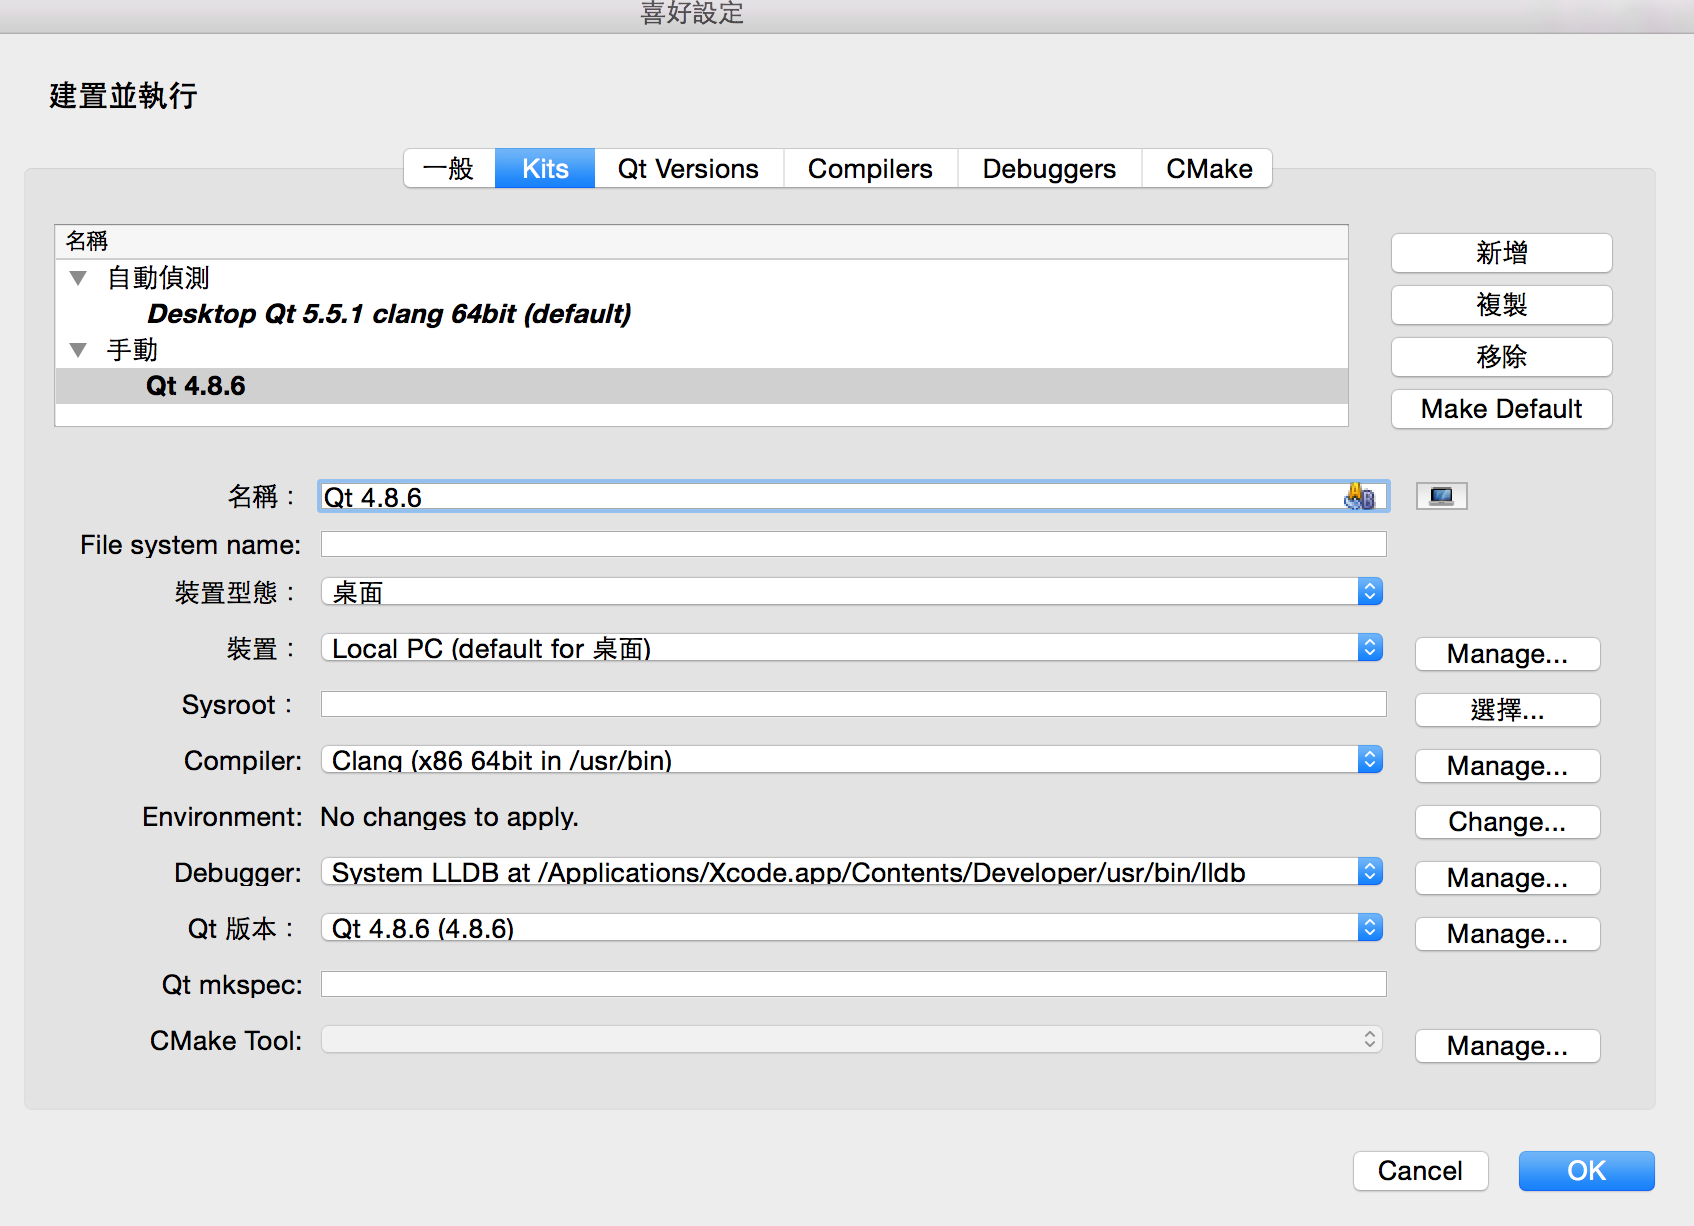 喜好設定
建置並執行
一般 Kits Qt Versions Compilers Debuggers CMake
名稱
自動偵測
Desktop Qt 5.5.1 clang 64bit (default)
手動
Qt 4.8.6
新增
複製
移除
Make Default
名稱： Qt 4.8.6
File system name:
裝置型態： 桌面
裝置： Local PC (default for 桌面) Manage...
Sysroot： 選擇...
Compiler: Clang (x86 64bit in /usr/bin) Manage...
Environment: No changes to apply. Change...
Debugger: System LLDB at /Applications/Xcode.app/Contents/Developer/usr/bin/lldb Manage...
Qt 版本： Qt 4.8.6 (4.8.6) Manage...
Qt mkspec:
CMake Tool: Manage...
Cancel OK